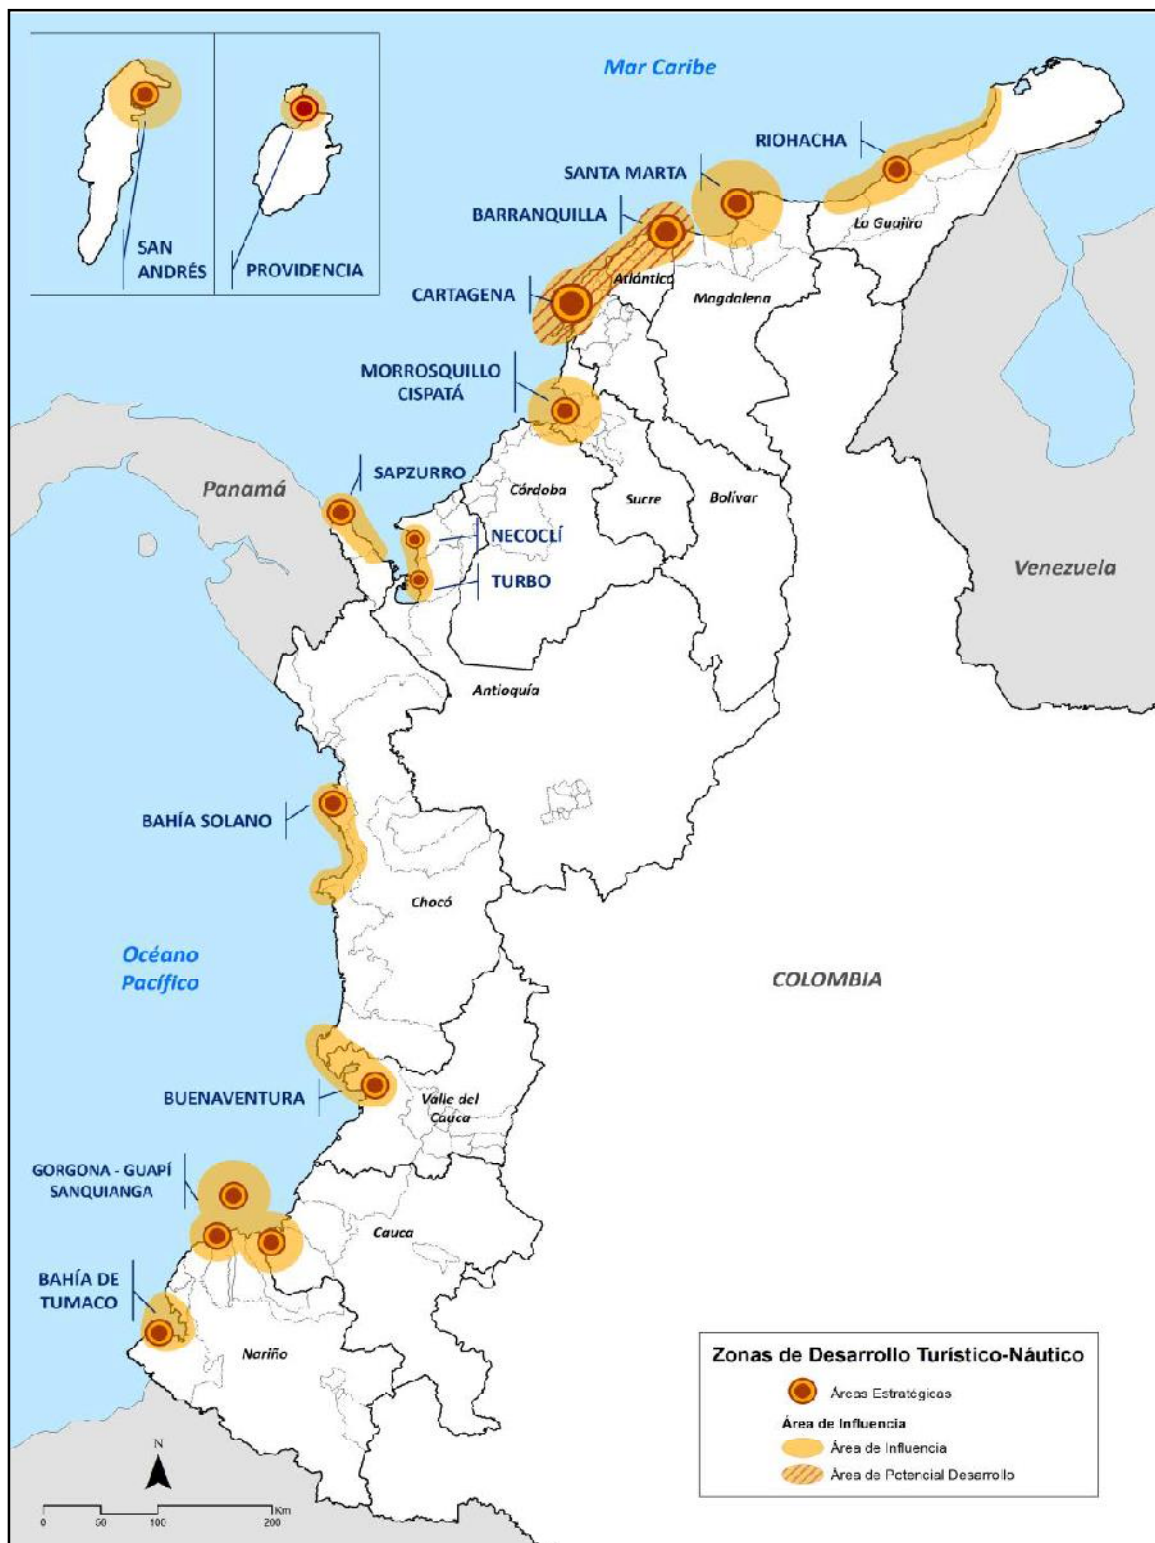 Mar Caribe
SAN
ANDRÉS
PROVIDENCIA
RIOHACHA
SANTA MARTA
BARRANQUILLA
CARTAGENA
La Guajira
Atlántico
Magdalena
MORROSQUILLO
CISPATÁ
SAPZURRO
Panamá
Córdoba
Sucre
Bolívar
NECOCLÍ
TURBO
Venezuela
Antioquía
BAHÍA SOLANO
Chocó
Océano
Pacífico
COLOMBIA
BUENAVENTURA
Valle del
Cauca
GORGONA - GUAPÍ
SANQUIANGA
Cauca
BAHÍA DE
TUMACO
Nariño
Zonas de Desarrollo Turístico-Náutico
Áreas Estratégicas
Área de Influencia
Área de Influencia
Área de Potencial Desarrollo
N
Km
0 50 100 200